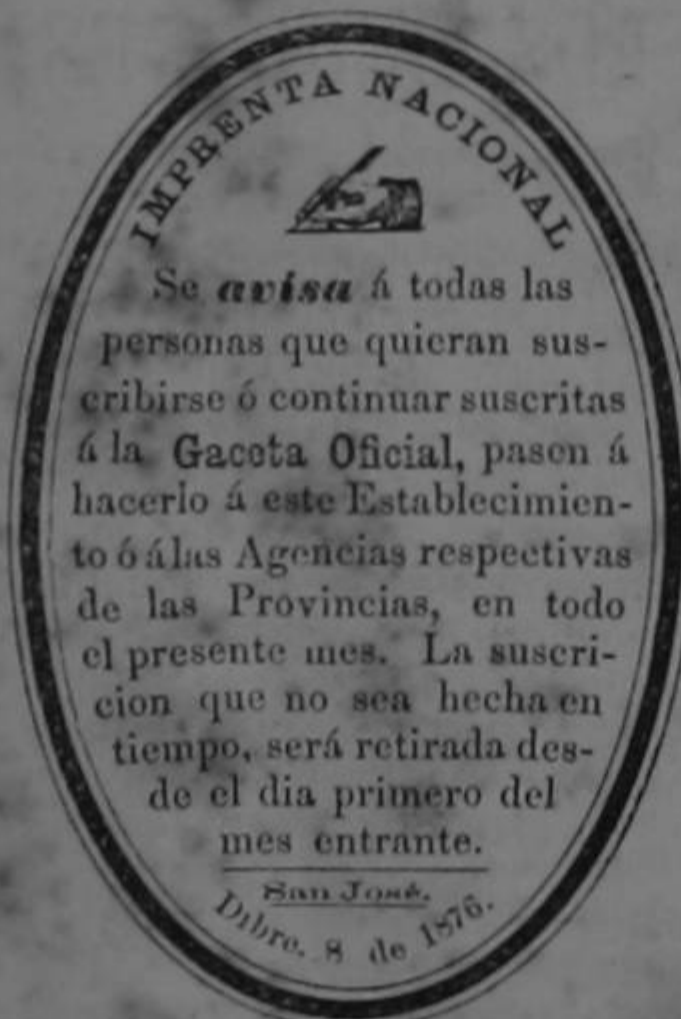 IMPRENTA NACIONAL
Se avisa á todas las
personas que quieran sus-
cribirse ó continuar suscritas
á la Gaceta Oficial, pasen á
hacerlo á este Establecimien-
to ó á las Agencias respectivas
de las Provincias, en todo
el presente mes. La suscri-
cion que no sea hecha en
tiempo, será retirada des-
de el dia primero del
mes entrante.
San José.
Dibre. 8 de 1876.